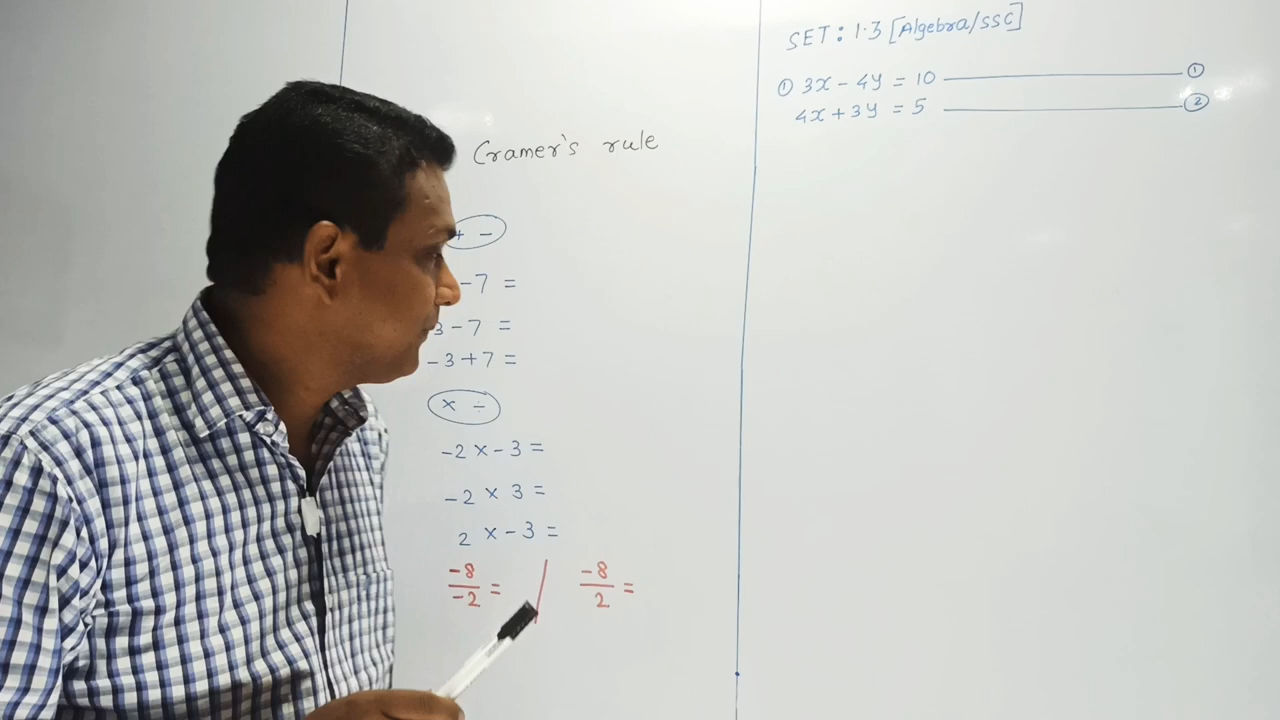 Cramer's rule
+ -
-7 =
3-7 =
-3+7 =
× ÷
-2 × -3 =
-2 × 3 =
2 × -3 =
-8/-2 = / -8/2 =
SET: 1.3 [Algebra/SSC]
① 3x - 4y = 10 ①
4x + 3y = 5 ②